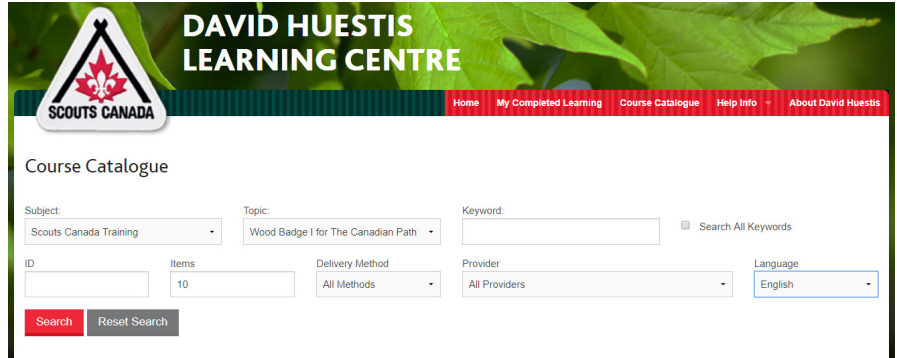 DAVID HUESTIS
LEARNING CENTRE
SCOUTS CANADA
Home My Completed Learning Course Catalogue Help Info About David Huestis
Course Catalogue
Subject: Topic: Keyword:
Scouts Canada Training Wood Badge I for The Canadian Path Search All Keywords
ID Items Delivery Method Provider Language
10 All Methods All Providers English
Search Reset Search